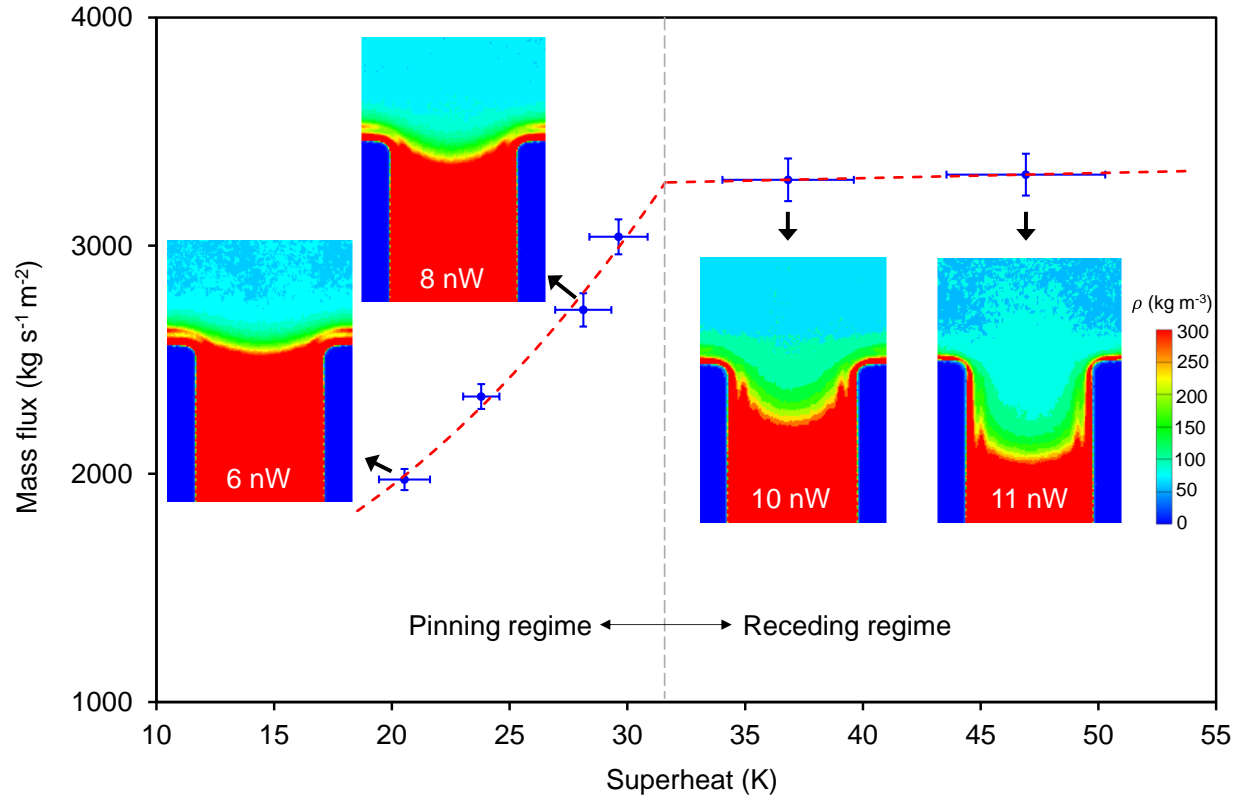 4000
3000
2000
1000
Mass flux (kg s⁻¹ m⁻²)
8 nW
6 nW
10 nW
11 nW
ρ (kg m⁻³)
300
250
200
150
100
50
0
Pinning regime
Receding regime
10 15 20 25 30 35 40 45 50 55
Superheat (K)